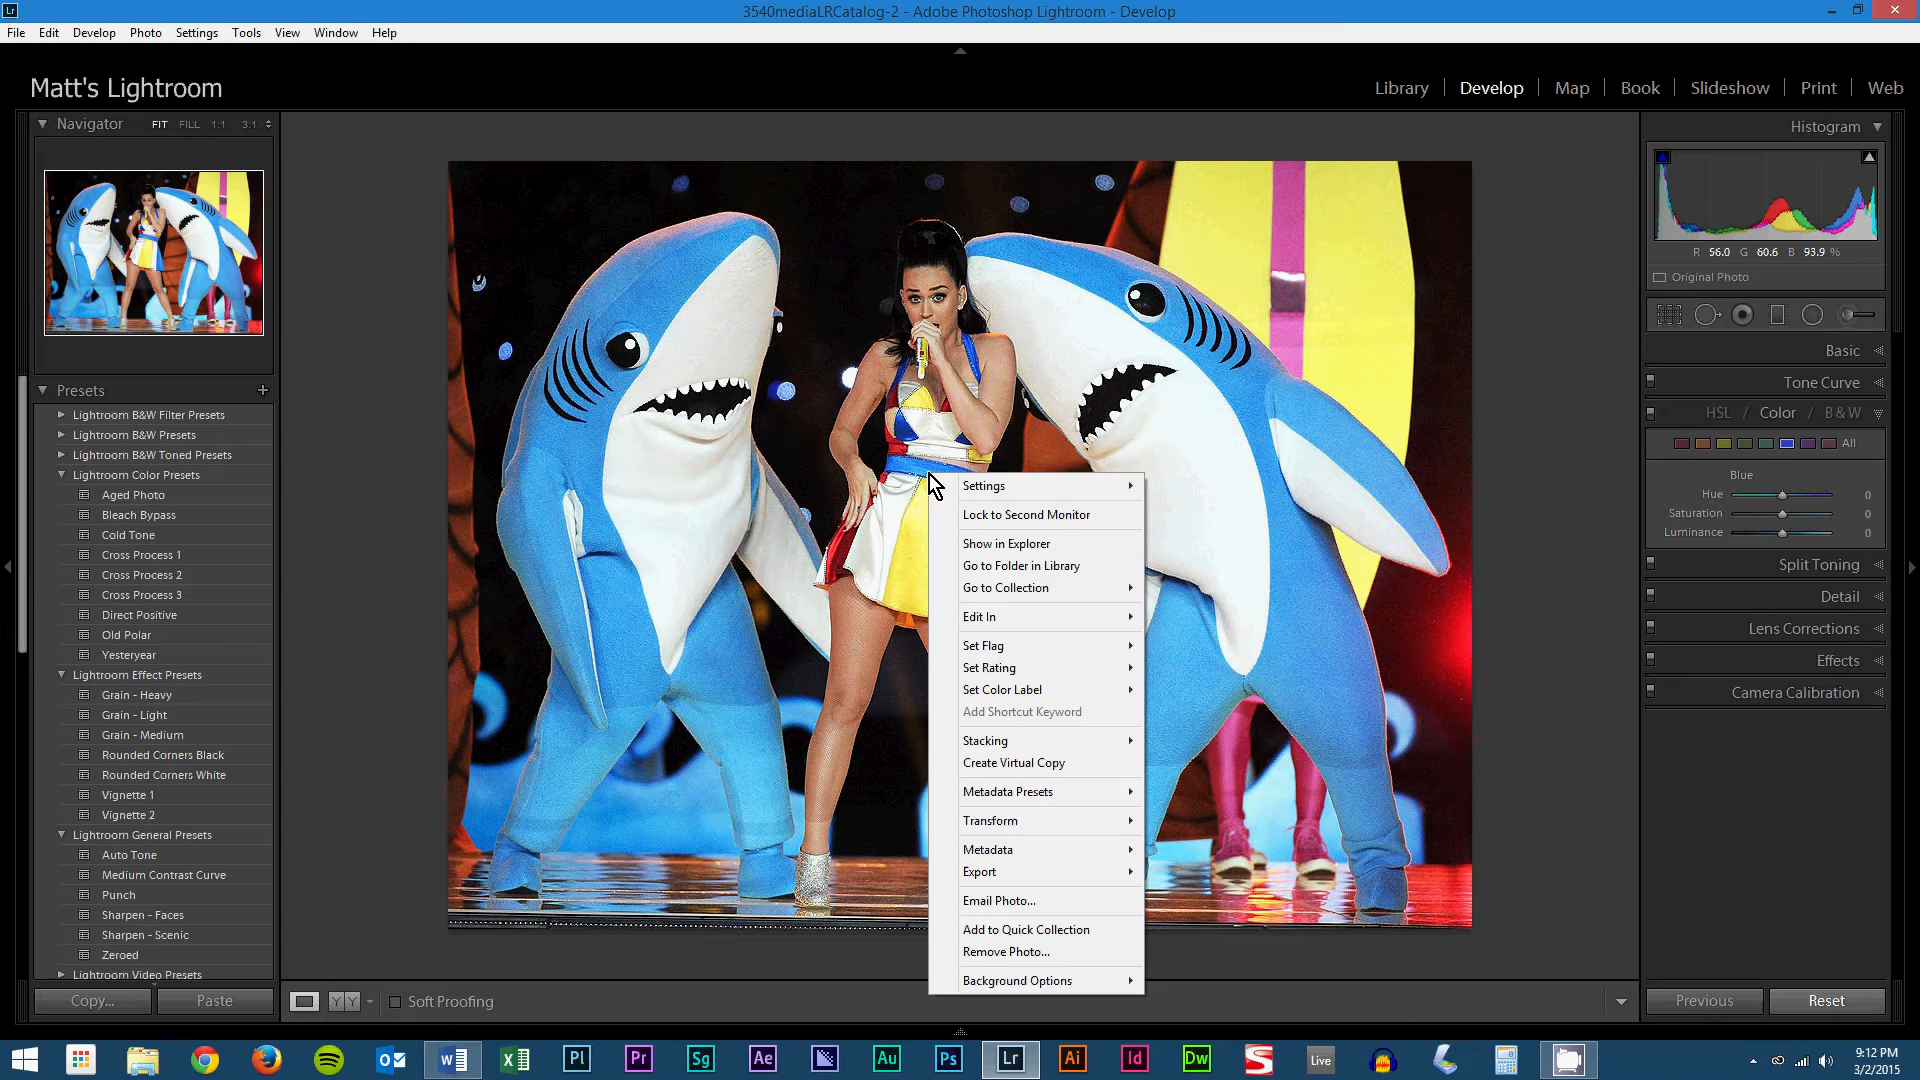 Lr
3540mediaLRCatalog-2 - Adobe Photoshop Lightroom - Develop
File Edit Develop Photo Settings Tools View Window Help
Matt's Lightroom
Library Develop Map Book Slideshow Print Web
Navigator FIT FILL 1:1 3:1
Presets +
Lightroom B&W Filter Presets
Lightroom B&W Presets
Lightroom B&W Toned Presets
Lightroom Color Presets
Aged Photo
Bleach Bypass
Cold Tone
Cross Process 1
Cross Process 2
Cross Process 3
Direct Positive
Old Polar
Yesteryear
Lightroom Effect Presets
Grain - Heavy
Grain - Light
Grain - Medium
Rounded Corners Black
Rounded Corners White
Vignette 1
Vignette 2
Lightroom General Presets
Auto Tone
Medium Contrast Curve
Punch
Sharpen - Faces
Sharpen - Scenic
Zeroed
Lightroom Video Presets
Copy... Paste
Settings
Lock to Second Monitor
Show in Explorer
Go to Folder in Library
Go to Collection
Edit In
Set Flag
Set Rating
Set Color Label
Add Shortcut Keyword
Stacking
Create Virtual Copy
Metadata Presets
Transform
Metadata
Export
Email Photo...
Add to Quick Collection
Remove Photo...
Background Options
YY Soft Proofing
Histogram
R 56.0 G 60.6 B 93.9 %
Original Photo
Basic
Tone Curve
HSL / Color / B & W
All
Blue
Hue 0
Saturation 0
Luminance 0
Split Toning
Detail
Lens Corrections
Effects
Camera Calibration
Previous Reset
Pl Pr Sg Ae Au Ps Lr Ai Id Dw Live
9:12 PM
3/2/2015